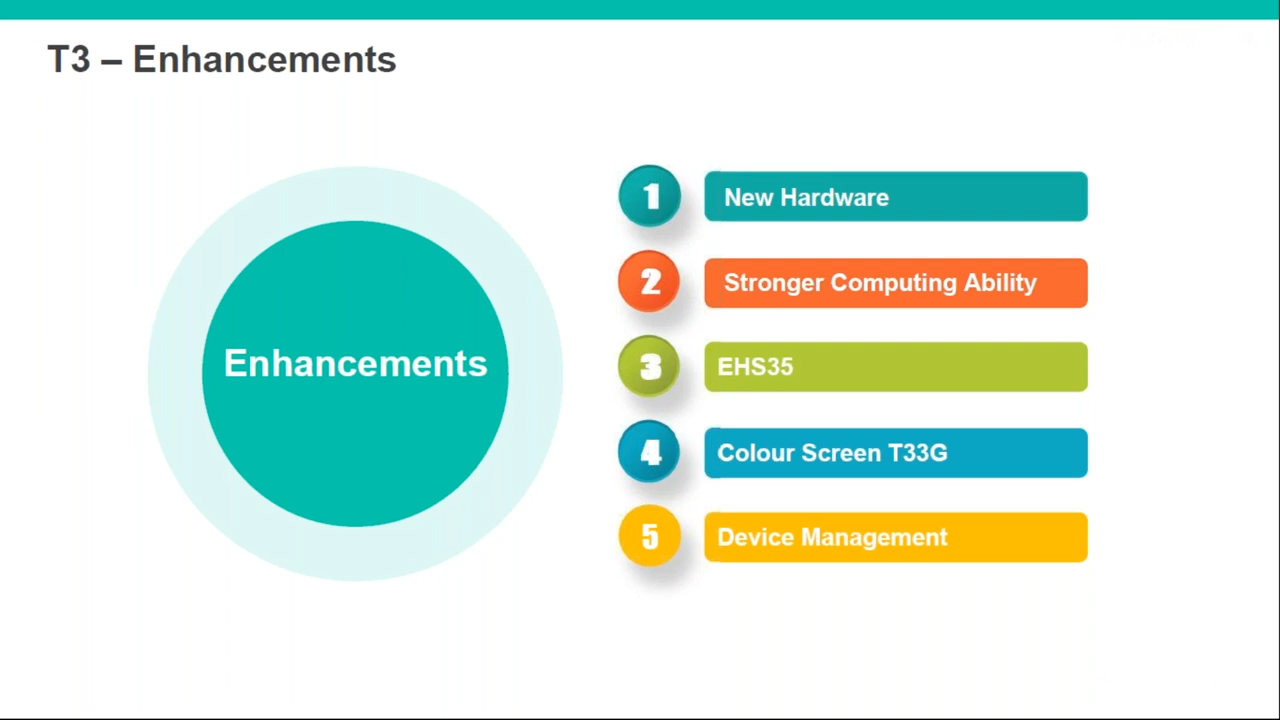 T3 – Enhancements
Enhancements
1 New Hardware
2 Stronger Computing Ability
3 EHS35
4 Colour Screen T33G
5 Device Management